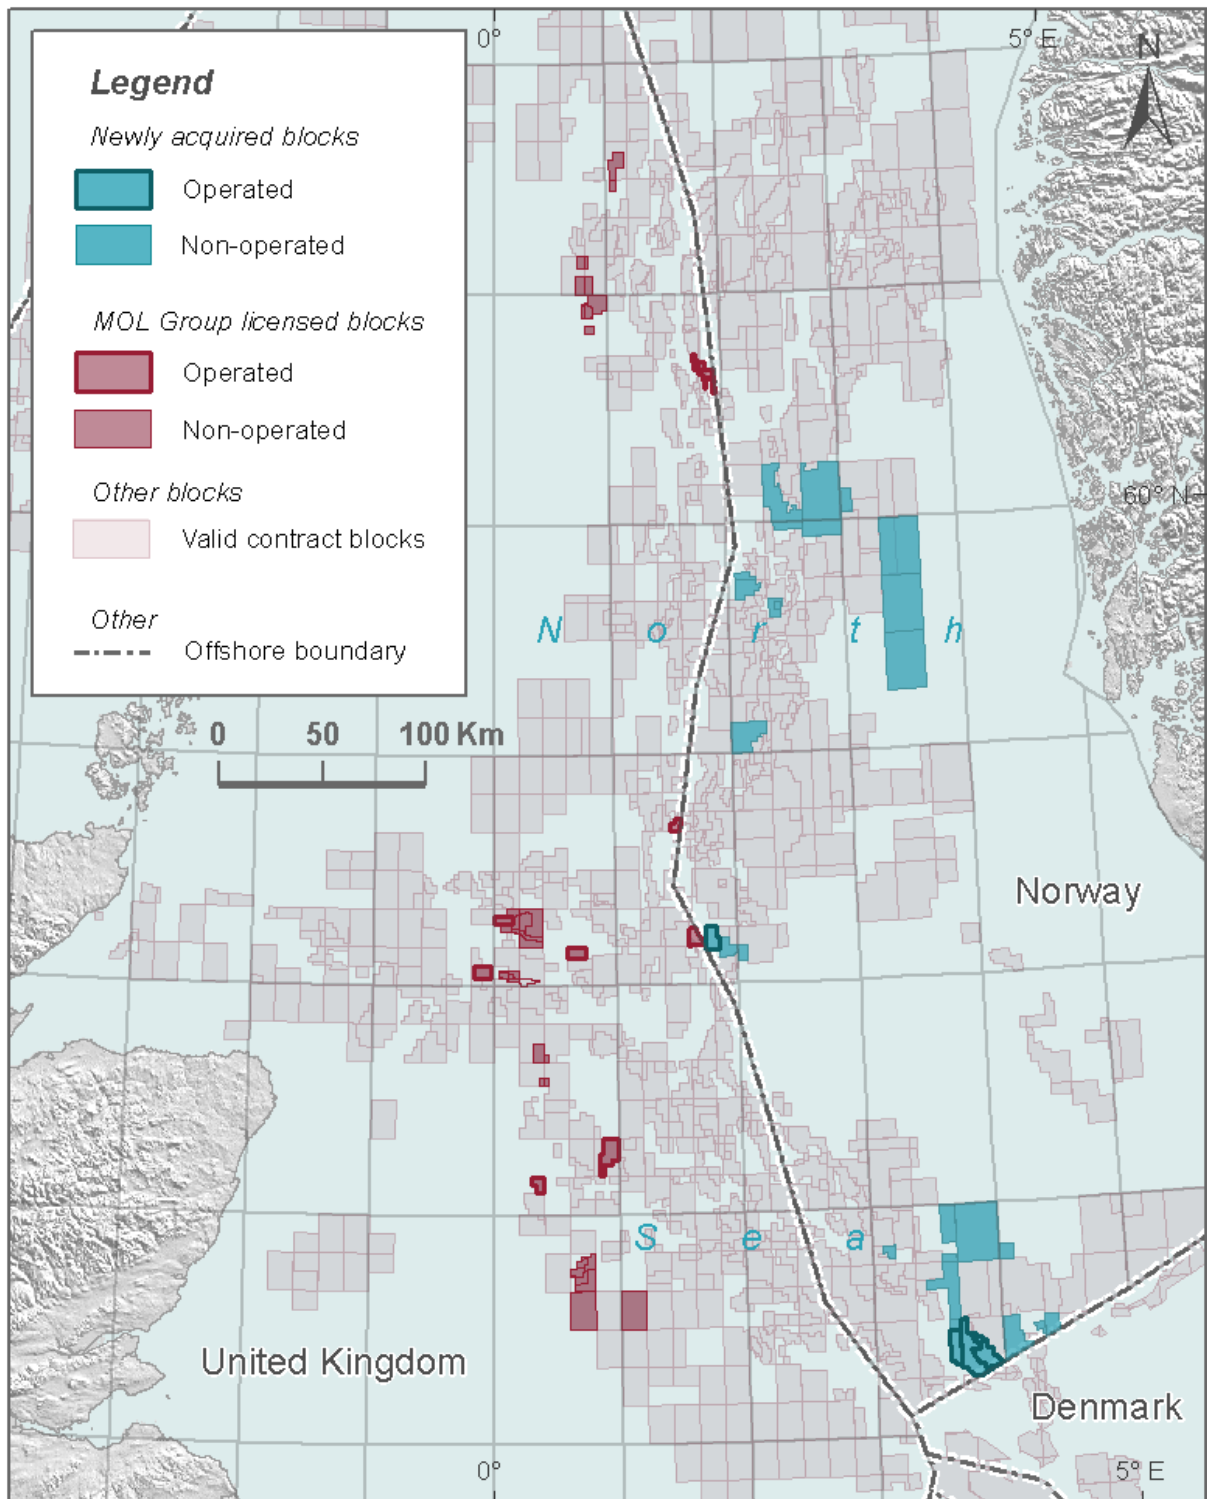 0°
5° E
N
Legend
Newly acquired blocks
Operated
Non-operated
MOL Group licensed blocks
Operated
Non-operated
Other blocks
Valid contract blocks
Other
Offshore boundary
60° N
N o r t h
0 50 100 Km
Norway
S e a
United Kingdom
Denmark
0°
5° E